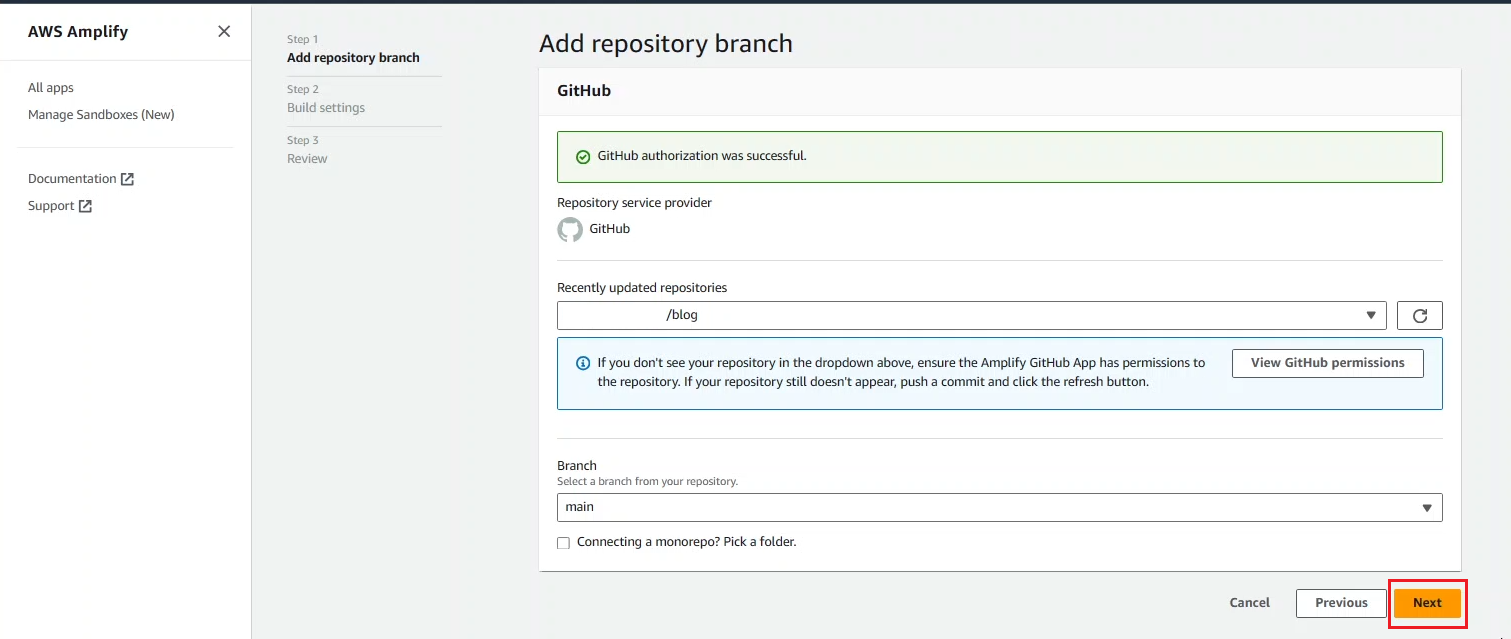 AWS Amplify
All apps
Manage Sandboxes (New)
Documentation
Support
Step 1
Add repository branch
Step 2
Build settings
Step 3
Review
Add repository branch
GitHub
GitHub authorization was successful.
Repository service provider
GitHub
Recently updated repositories
/blog
If you don't see your repository in the dropdown above, ensure the Amplify GitHub App has permissions to
the repository. If your repository still doesn't appear, push a commit and click the refresh button.
View GitHub permissions
Branch
Select a branch from your repository.
main
Connecting a monorepo? Pick a folder.
Cancel
Previous
Next